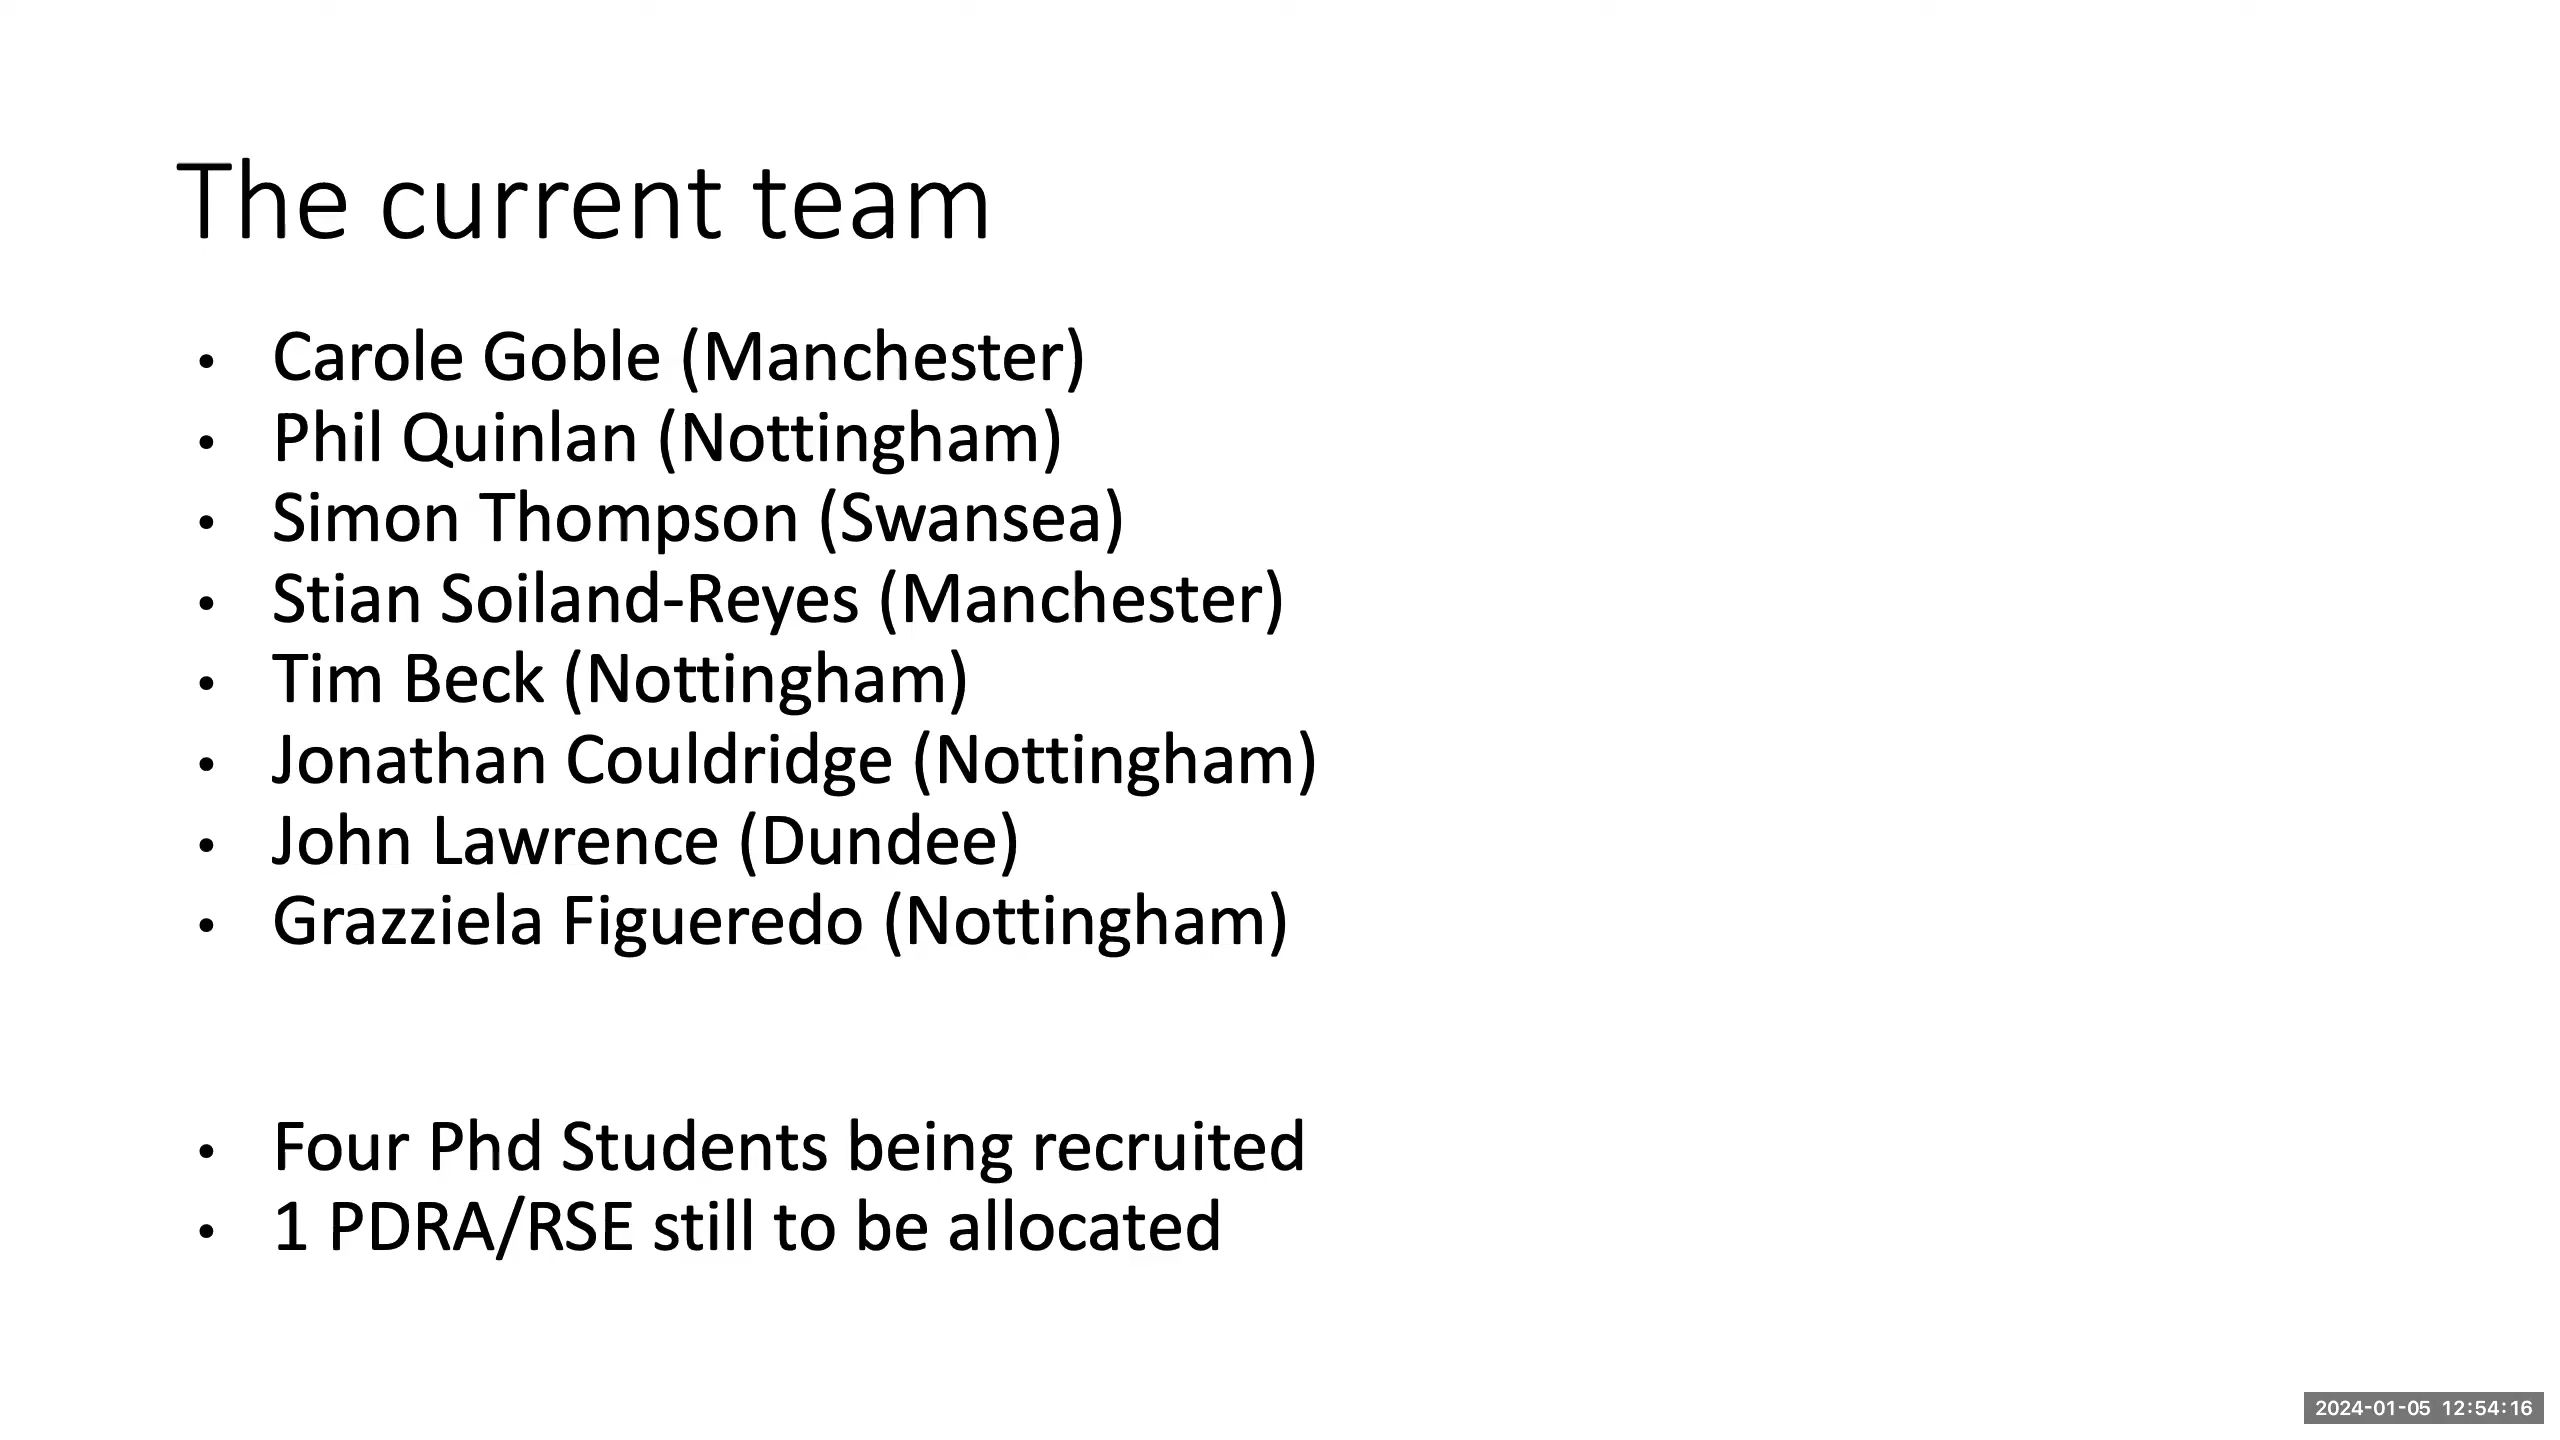 The current team
• Carole Goble (Manchester)
• Phil Quinlan (Nottingham)
• Simon Thompson (Swansea)
• Stian Soiland-Reyes (Manchester)
• Tim Beck (Nottingham)
• Jonathan Couldridge (Nottingham)
• John Lawrence (Dundee)
• Grazziela Figueredo (Nottingham)
• Four Phd Students being recruited
• 1 PDRA/RSE still to be allocated
2024-01-05 12:54:16